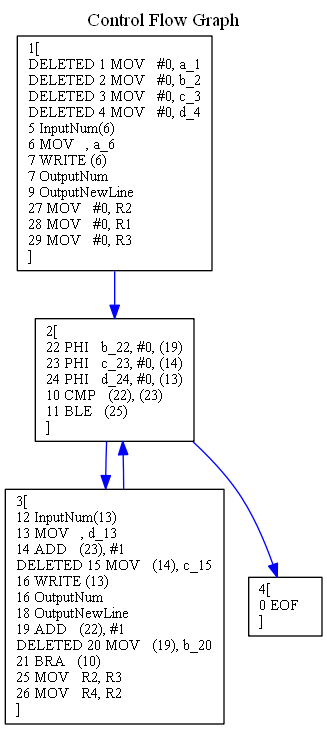 Control Flow Graph
1[
DELETED 1 MOV #0, a_1
DELETED 2 MOV #0, b_2
DELETED 3 MOV #0, c_3
DELETED 4 MOV #0, d_4
5 InputNum(6)
6 MOV , a_6
7 WRITE (6)
7 OutputNum
9 OutputNewLine
27 MOV #0, R2
28 MOV #0, R1
29 MOV #0, R3
]
2[
22 PHI b_22, #0, (19)
23 PHI c_23, #0, (14)
24 PHI d_24, #0, (13)
10 CMP (22), (23)
11 BLE (25)
]
3[
12 InputNum(13)
13 MOV , d_13
14 ADD (23), #1
DELETED 15 MOV (14), c_15
16 WRITE (13)
16 OutputNum
18 OutputNewLine
19 ADD (22), #1
DELETED 20 MOV (19), b_20
21 BRA (10)
25 MOV R2, R3
26 MOV R4, R2
]
4[
0 EOF
]